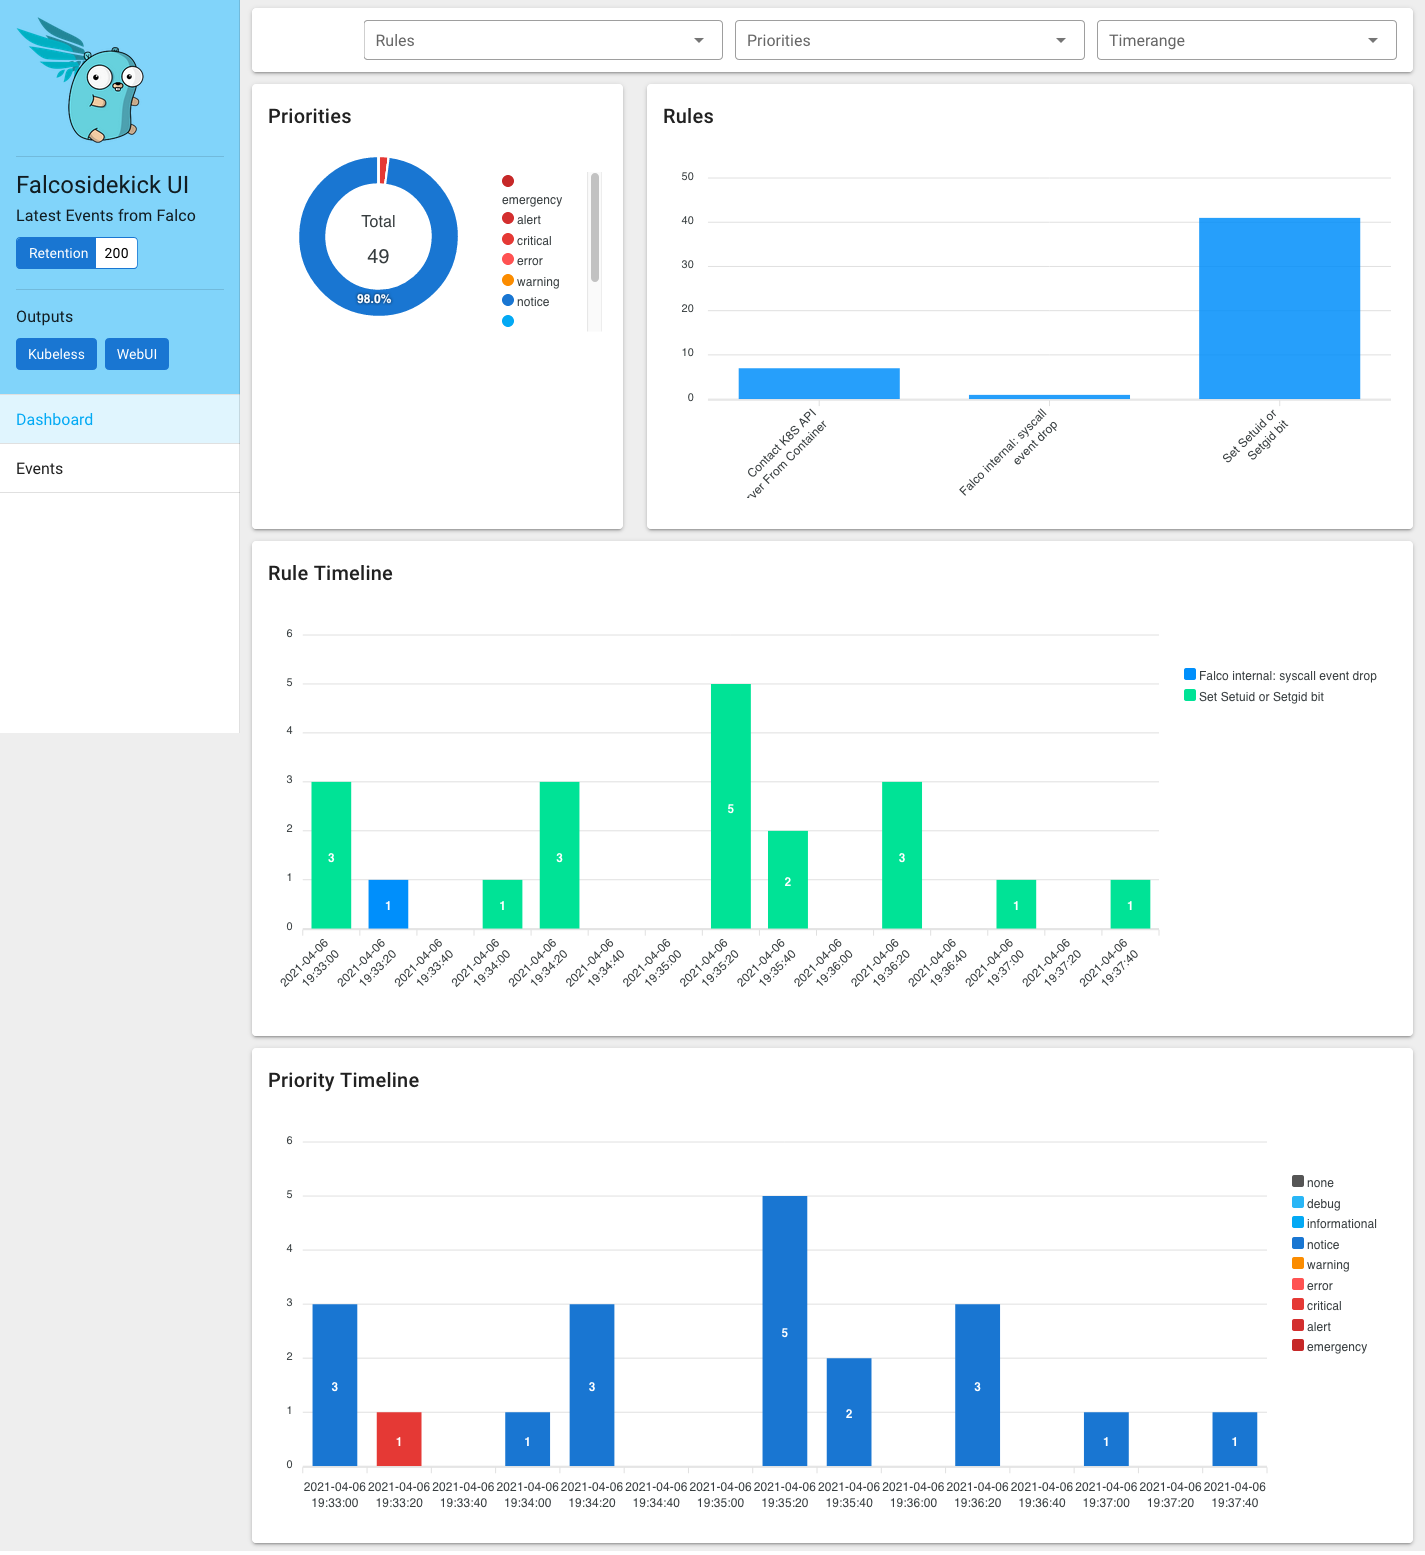 Falcosidekick UI
Latest Events from Falco
Retention 200
Outputs
Kubeless WebUI
Dashboard
Events
Rules
Priorities
Timerange
Priorities
Total
49
98.0%
emergency
alert
critical
error
warning
notice
Rules
50
40
30
20
10
0
Contact K8S API
rver From Container
Falco internal: syscall
event drop
Set Setuid or
Setgid bit
Rule Timeline
6
5
4
3
2
1
0
3
1
1
3
5
2
3
1
1
2021-04-06
19:33:00
2021-04-06
19:33:20
2021-04-06
19:33:40
2021-04-06
19:34:00
2021-04-06
19:34:20
2021-04-06
19:34:40
2021-04-06
19:35:00
2021-04-06
19:35:20
2021-04-06
19:35:40
2021-04-06
19:36:00
2021-04-06
19:36:20
2021-04-06
19:36:40
2021-04-06
19:37:00
2021-04-06
19:37:20
2021-04-06
19:37:40
Falco internal: syscall event drop
Set Setuid or Setgid bit
Priority Timeline
6
5
4
3
2
1
0
3
1
1
3
5
2
3
1
1
2021-04-06
19:33:00
2021-04-06
19:33:20
2021-04-06
19:33:40
2021-04-06
19:34:00
2021-04-06
19:34:20
2021-04-06
19:34:40
2021-04-06
19:35:00
2021-04-06
19:35:20
2021-04-06
19:35:40
2021-04-06
19:36:00
2021-04-06
19:36:20
2021-04-06
19:36:40
2021-04-06
19:37:00
2021-04-06
19:37:20
2021-04-06
19:37:40
none
debug
informational
notice
warning
error
critical
alert
emergency